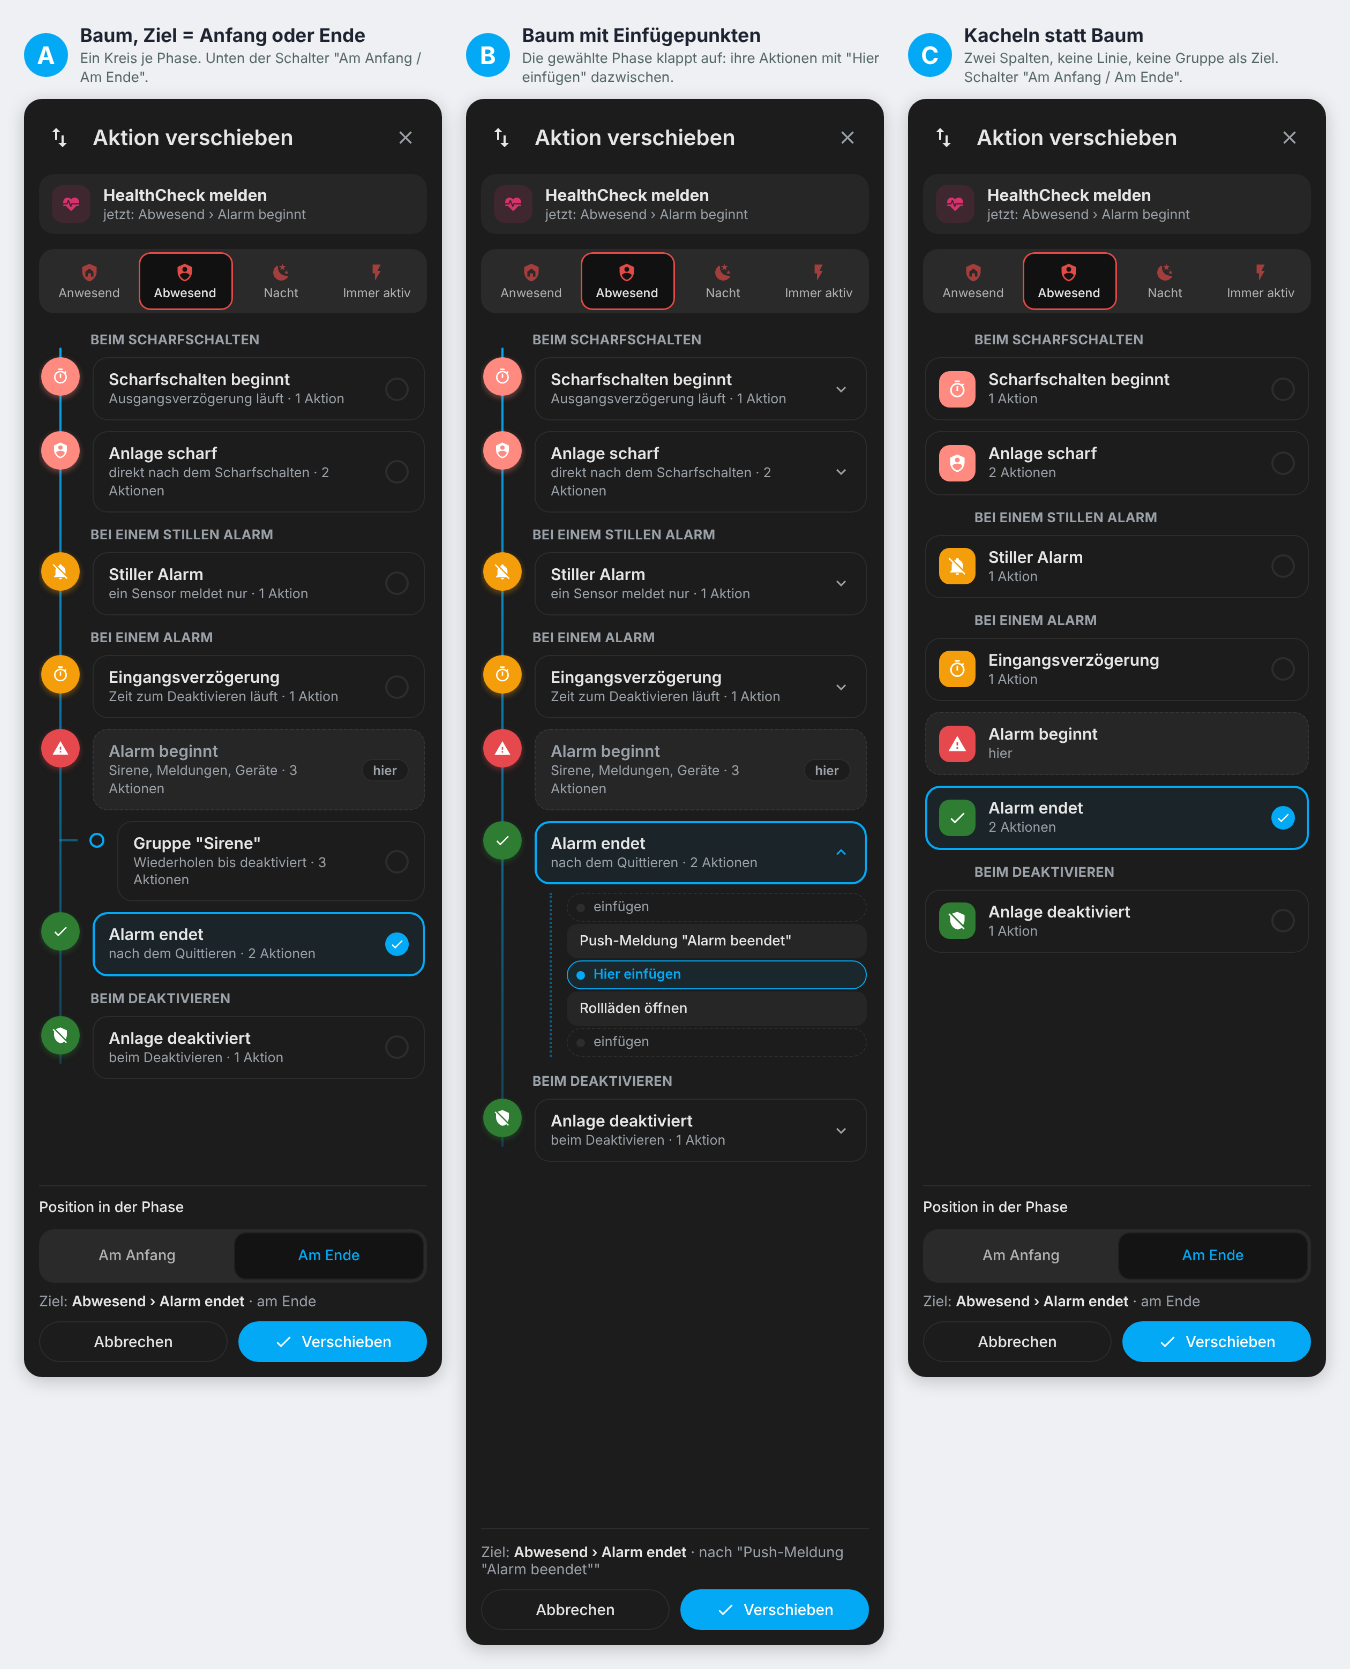 A
Baum, Ziel = Anfang oder Ende
Ein Kreis je Phase. Unten der Schalter "Am Anfang /
Am Ende".
Aktion verschieben
HealthCheck melden
jetzt: Abwesend › Alarm beginnt
Anwesend
Abwesend
Nacht
Immer aktiv
BEIM SCHARFSCHALTEN
Scharfschalten beginnt
Ausgangsverzögerung läuft · 1 Aktion
Anlage scharf
direkt nach dem Scharfschalten · 2
Aktionen
BEI EINEM STILLEN ALARM
Stiller Alarm
ein Sensor meldet nur · 1 Aktion
BEI EINEM ALARM
Eingangsverzögerung
Zeit zum Deaktivieren läuft · 1 Aktion
Alarm beginnt
Sirene, Meldungen, Geräte · 3
Aktionen
hier
Gruppe "Sirene"
Wiederholen bis deaktiviert · 3
Aktionen
Alarm endet
nach dem Quittieren · 2 Aktionen
BEIM DEAKTIVIEREN
Anlage deaktiviert
beim Deaktivieren · 1 Aktion
Position in der Phase
Am Anfang
Am Ende
Ziel: Abwesend › Alarm endet · am Ende
Abbrechen
Verschieben
B
Baum mit Einfügepunkten
Die gewählte Phase klappt auf: ihre Aktionen mit "Hier
einfügen" dazwischen.
Aktion verschieben
HealthCheck melden
jetzt: Abwesend › Alarm beginnt
Anwesend
Abwesend
Nacht
Immer aktiv
BEIM SCHARFSCHALTEN
Scharfschalten beginnt
Ausgangsverzögerung läuft · 1 Aktion
Anlage scharf
direkt nach dem Scharfschalten · 2
Aktionen
BEI EINEM STILLEN ALARM
Stiller Alarm
ein Sensor meldet nur · 1 Aktion
BEI EINEM ALARM
Eingangsverzögerung
Zeit zum Deaktivieren läuft · 1 Aktion
Alarm beginnt
Sirene, Meldungen, Geräte · 3
Aktionen
hier
Alarm endet
nach dem Quittieren · 2 Aktionen
einfügen
Push-Meldung "Alarm beendet"
Hier einfügen
Rollläden öffnen
einfügen
BEIM DEAKTIVIEREN
Anlage deaktiviert
beim Deaktivieren · 1 Aktion
Ziel: Abwesend › Alarm endet · nach "Push-Meldung
"Alarm beendet""
Abbrechen
Verschieben
C
Kacheln statt Baum
Zwei Spalten, keine Linie, keine Gruppe als Ziel.
Schalter "Am Anfang / Am Ende".
Aktion verschieben
HealthCheck melden
jetzt: Abwesend › Alarm beginnt
Anwesend
Abwesend
Nacht
Immer aktiv
BEIM SCHARFSCHALTEN
Scharfschalten beginnt
1 Aktion
Anlage scharf
2 Aktionen
BEI EINEM STILLEN ALARM
Stiller Alarm
1 Aktion
BEI EINEM ALARM
Eingangsverzögerung
1 Aktion
Alarm beginnt
hier
Alarm endet
2 Aktionen
BEIM DEAKTIVIEREN
Anlage deaktiviert
1 Aktion
Position in der Phase
Am Anfang
Am Ende
Ziel: Abwesend › Alarm endet · am Ende
Abbrechen
Verschieben